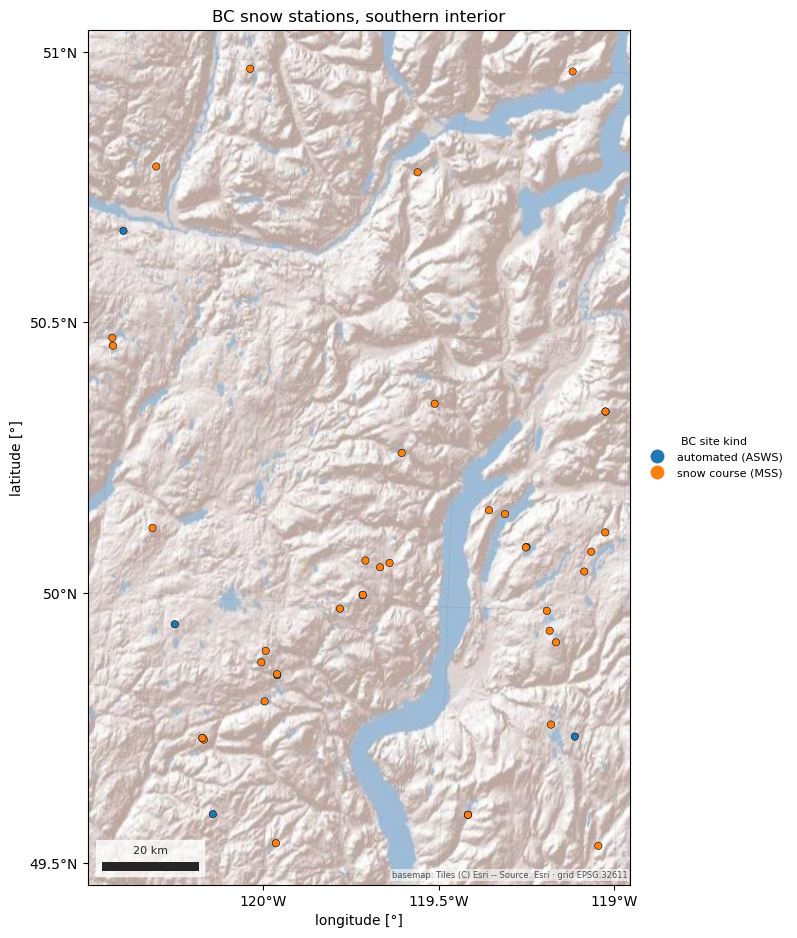 BC snow stations, southern interior
51°N
50.5°N
50°N
49.5°N
latitude [°]
BC site kind
automated (ASWS)
snow course (MSS)
20 km
basemap: Tiles (C) Esri -- Source: Esri · grid EPSG:32611
120°W
119.5°W
119°W
longitude [°]